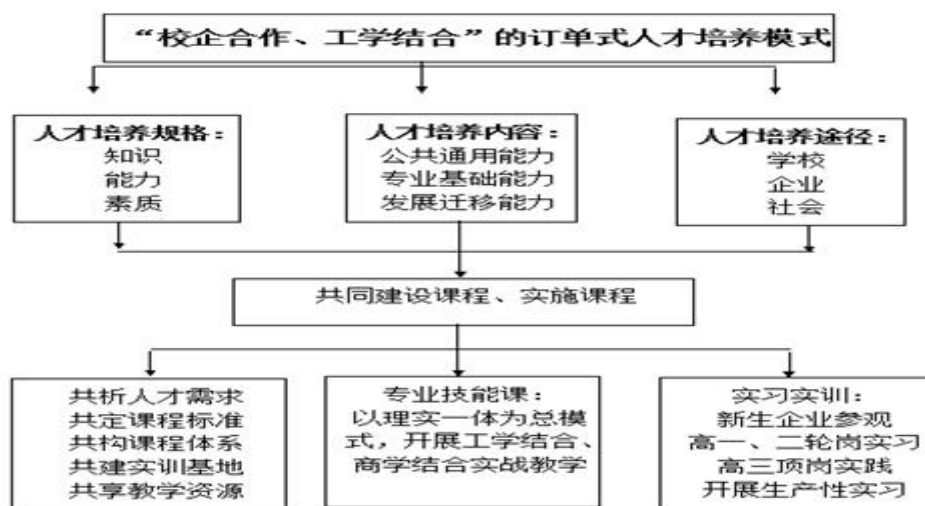 “校企合作、工学结合”的订单式人才培养模式
人才培养规格：
知识
能力
素质
人才培养内容：
公共通用能力
专业基础能力
发展迁移能力
人才培养途径：
学校
企业
社会
共同建设课程、实施课程
共析人才需求
共定课程标准
共构课程体系
共建实训基地
共享教学资源
专业技能课：
以理实一体为总模
式，开展工学结合、
商学结合实战教学
实习实训：
新生企业参观
高一、二轮岗实习
高三顶岗实践
开展生产性实习